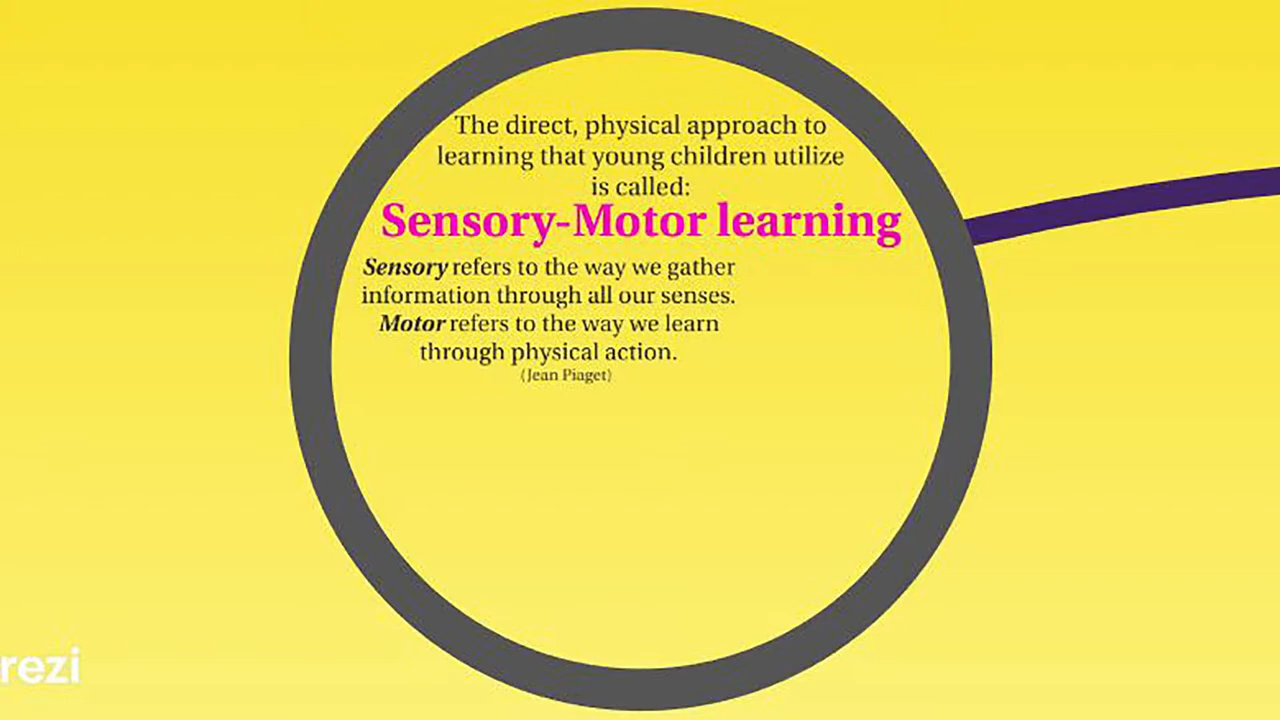 The direct, physical approach to
learning that young children utilize
is called:
Sensory-Motor learning
Sensory refers to the way we gather
information through all our senses.
Motor refers to the way we learn
through physical action.
(Jean Piaget)
rezi